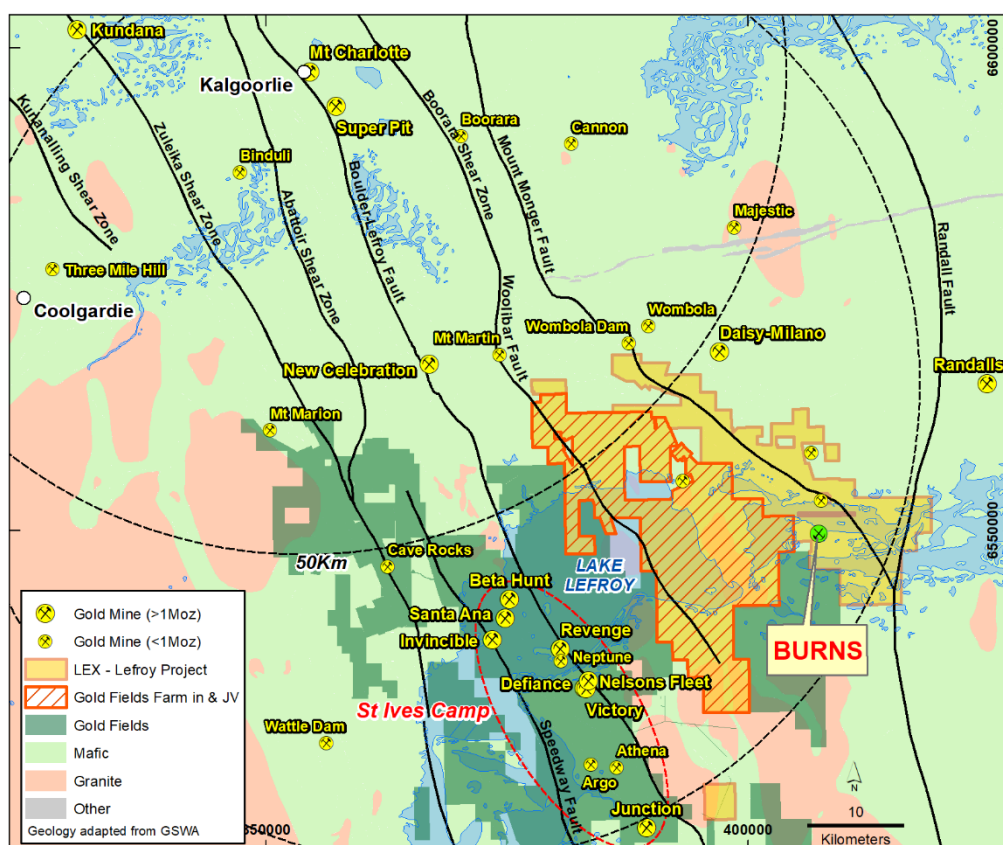 Kundana
Mt Charlotte
Kalgoorlie
6600000
Super Pit
Boorara
Cannon
Binduli
Kunanalling Shear Zone
Zuleika Shear Zone
Abattoir Shear Zone
Boulder-Lefroy Fault
Boorara Shear Zone
Mount Monger Fault
Majestic
Randall Fault
Three Mile Hill
Coolgardie
Woolibar Fault
Wombola
Wombola Dam
Mt Martin
Daisy-Milano
New Celebration
Randalls
Mt Marion
50Km
Cave Rocks
LAKE
LEFROY
6550000
Beta Hunt
Santa Ana
Invincible
Revenge
Neptune
BURNS
Defiance
Nelsons Fleet
Victory
St Ives Camp
Speedway Fault
Wattle Dam
Athena
Argo
Junction
Gold Mine (>1Moz)
Gold Mine (<1Moz)
LEX - Lefroy Project
Gold Fields Farm in & JV
Gold Fields
Mafic
Granite
Other
Geology adapted from GSWA
350000
400000
N
10
Kilometers